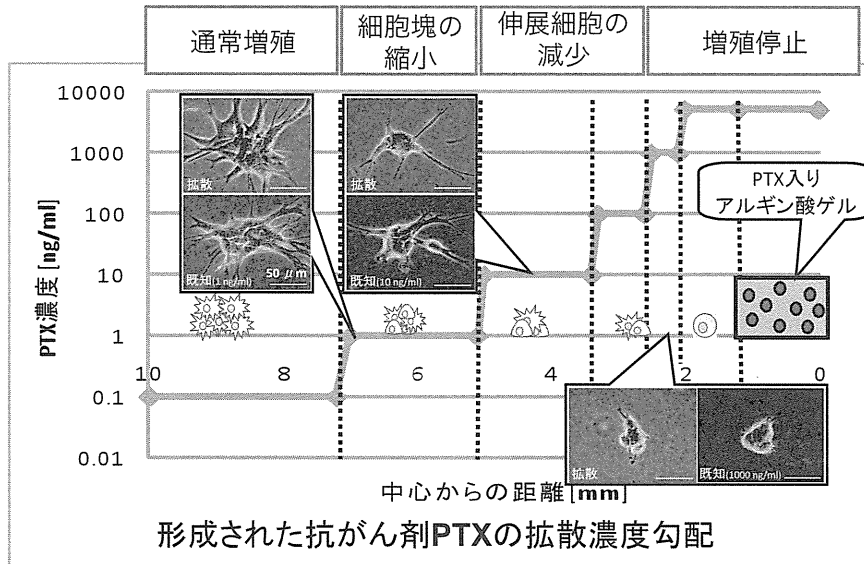 通常増殖
細胞塊の
縮小
伸展細胞の
減少
増殖停止
10000
1000
100
10
1
0.1
0.01
PTX濃度 [ng/ml]
拡散
既知(1 ng/ml)
50 μm
拡散
既知(10 ng/ml)
PTX入り
アルギン酸ゲル
10
8
6
4
2
0
拡散
既知(1000 ng/ml)
中心からの距離 [mm]
形成された抗がん剤PTXの拡散濃度勾配